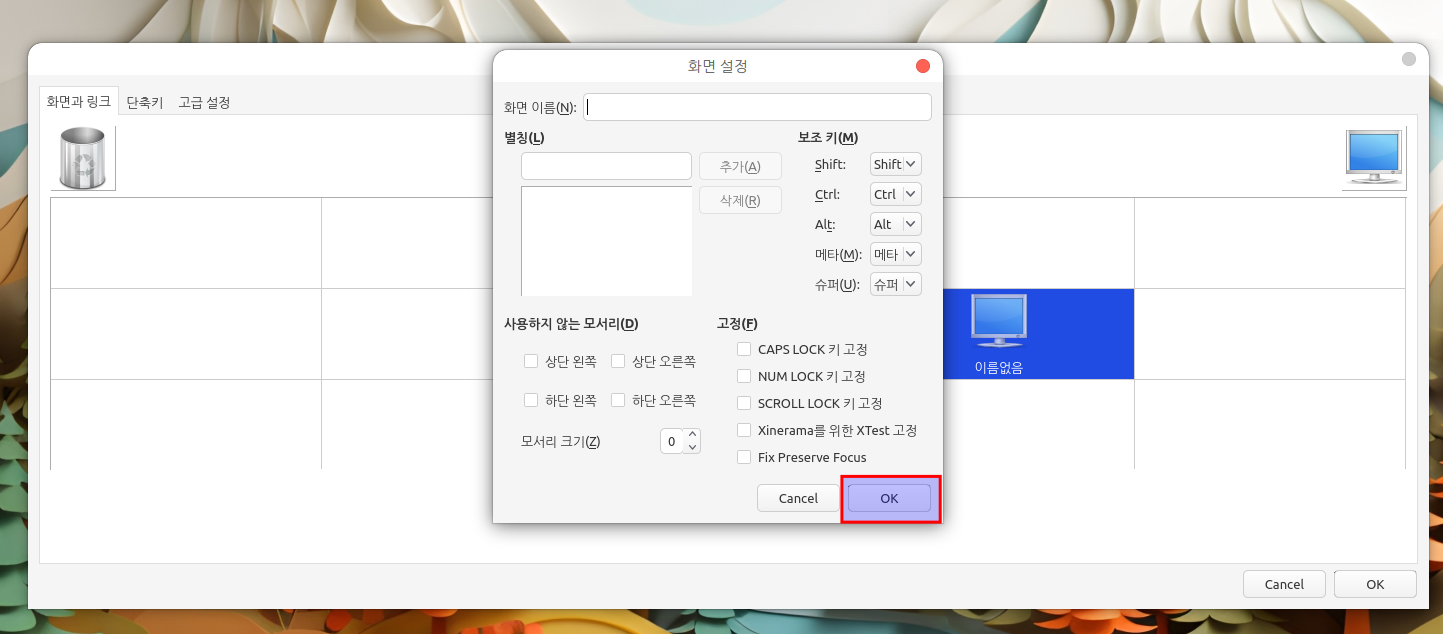 화면 설정
화면과 링크 단축키 고급 설정
화면 이름(N):
별칭(L)
추가(A)
삭제(R)
보조 키(M)
Shift: Shift
Ctrl: Ctrl
Alt: Alt
메타(M): 메타
슈퍼(U): 슈퍼
이름없음
사용하지 않는 모서리(D)
상단 왼쪽 상단 오른쪽
하단 왼쪽 하단 오른쪽
모서리 크기(Z) 0
고정(F)
CAPS LOCK 키 고정
NUM LOCK 키 고정
SCROLL LOCK 키 고정
Xinerama를 위한 XTest 고정
Fix Preserve Focus
Cancel OK
Cancel OK